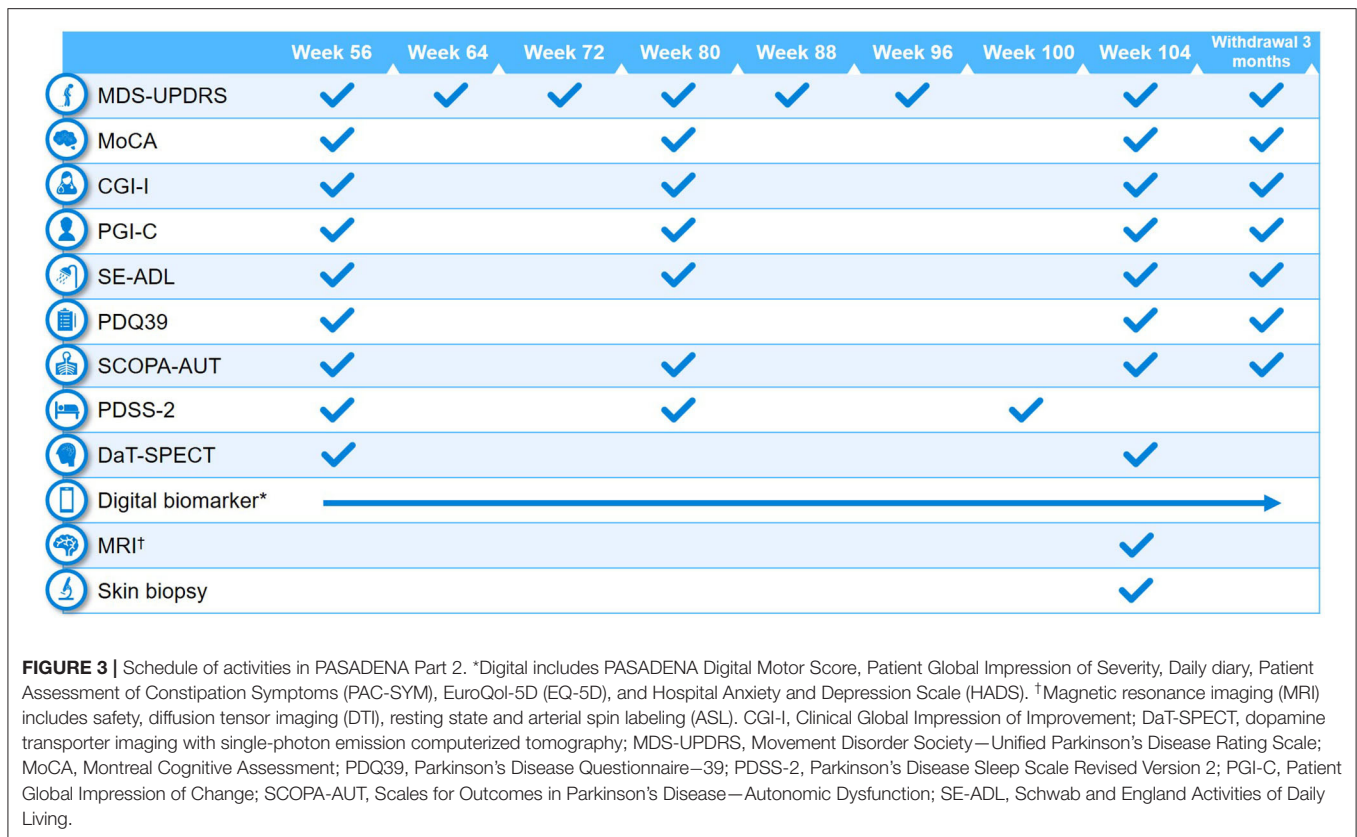 Week 56 Week 64 Week 72 Week 80 Week 88 Week 96 Week 100 Week 104 Withdrawal 3
months
MDS-UPDRS
MoCA
CGI-I
PGI-C
SE-ADL
PDQ39
SCOPA-AUT
PDSS-2
DaT-SPECT
Digital biomarker*
MRI†
Skin biopsy
FIGURE 3 | Schedule of activities in PASADENA Part 2. *Digital includes PASADENA Digital Motor Score, Patient Global Impression of Severity, Daily diary, Patient
Assessment of Constipation Symptoms (PAC-SYM), EuroQol-5D (EQ-5D), and Hospital Anxiety and Depression Scale (HADS). †Magnetic resonance imaging (MRI)
includes safety, diffusion tensor imaging (DTI), resting state and arterial spin labeling (ASL). CGI-I, Clinical Global Impression of Improvement; DaT-SPECT, dopamine
transporter imaging with single-photon emission computerized tomography; MDS-UPDRS, Movement Disorder Society—Unified Parkinson's Disease Rating Scale;
MoCA, Montreal Cognitive Assessment; PDQ39, Parkinson's Disease Questionnaire—39; PDSS-2, Parkinson's Disease Sleep Scale Revised Version 2; PGI-C, Patient
Global Impression of Change; SCOPA-AUT, Scales for Outcomes in Parkinson's Disease—Autonomic Dysfunction; SE-ADL, Schwab and England Activities of Daily
Living.